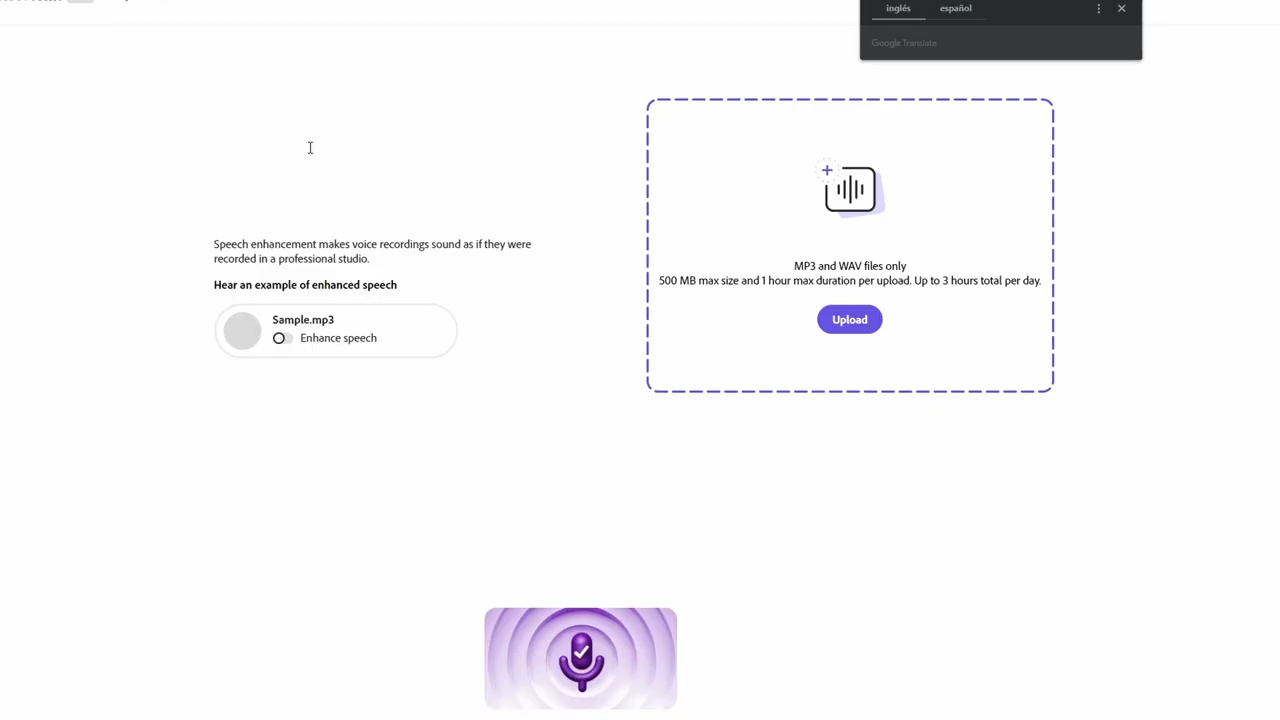 inglés español
Google Translate
Speech enhancement makes voice recordings sound as if they were
recorded in a professional studio.
Hear an example of enhanced speech
Sample.mp3
Enhance speech
MP3 and WAV files only
500 MB max size and 1 hour max duration per upload. Up to 3 hours total per day.
Upload